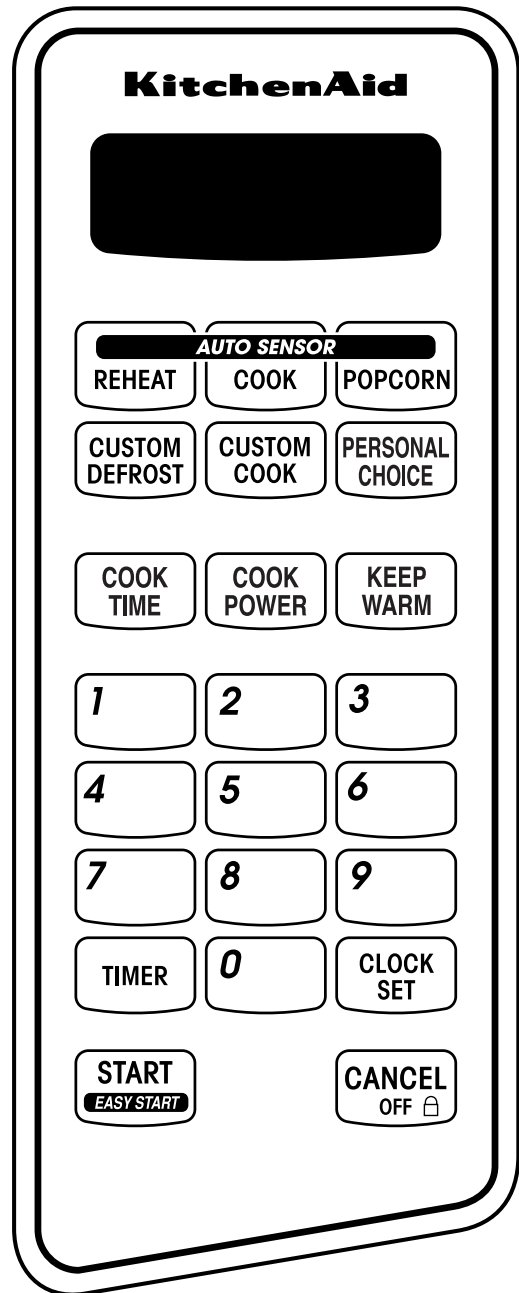 KitchenAid
AUTO SENSOR
REHEAT COOK POPCORN
CUSTOM DEFROST
CUSTOM COOK
PERSONAL CHOICE
COOK TIME
COOK POWER
KEEP WARM
1 2 3
4 5 6
7 8 9
TIMER 0 CLOCK SET
START
EASY START
CANCEL
OFF